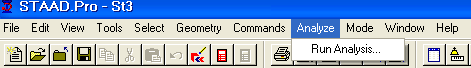 STAAD.Pro - St3
File Edit View Tools Select Geometry Commands Analyze Mode Window Help
Run Analysis...